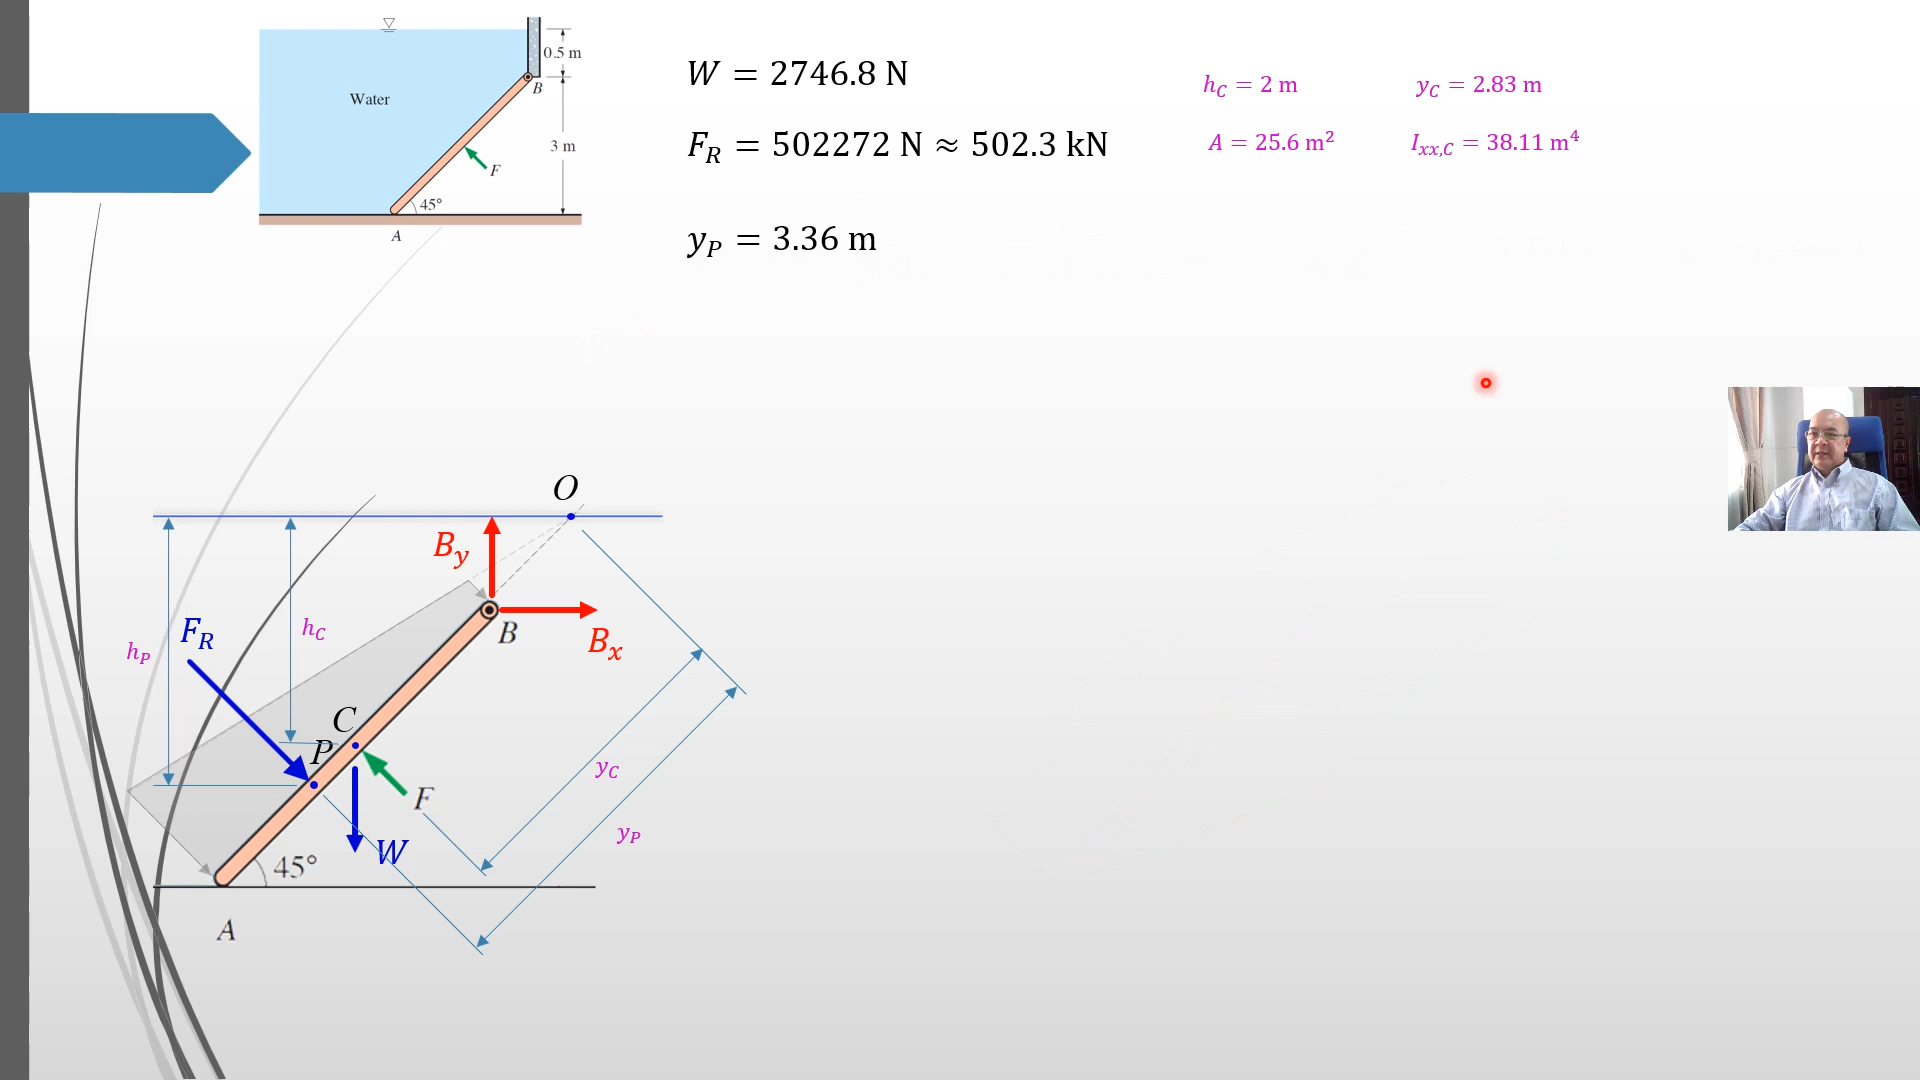 0.5 m
B
Water
3 m
F
45°
A
W = 2746.8 N
F_R = 502272 N ≈ 502.3 kN
y_P = 3.36 m
h_C = 2 m
y_C = 2.83 m
A = 25.6 m²
I_xx,C = 38.11 m⁴
O
B_y
B
B_x
F_R
h_P
h_C
C
P
F
W
y_C
y_P
45°
A